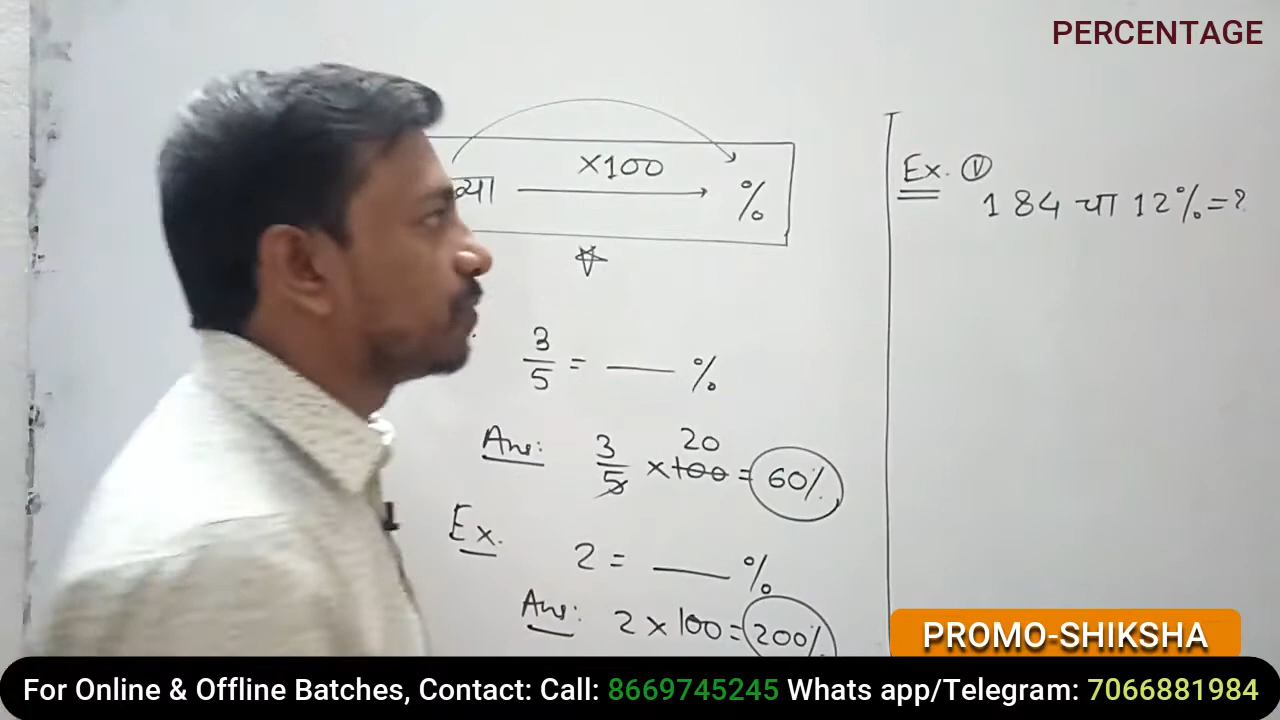 PERCENTAGE
×100
%
3/5 = ___ %
Ans: 3/5 × 100 20 = 60%
Ex. 2 = ___ %
Ans: 2 × 100 = 200%
Ex. ①
184 चा 12% = ?
PROMO-SHIKSHA
For Online & Offline Batches, Contact: Call: 8669745245 Whats app/Telegram: 7066881984